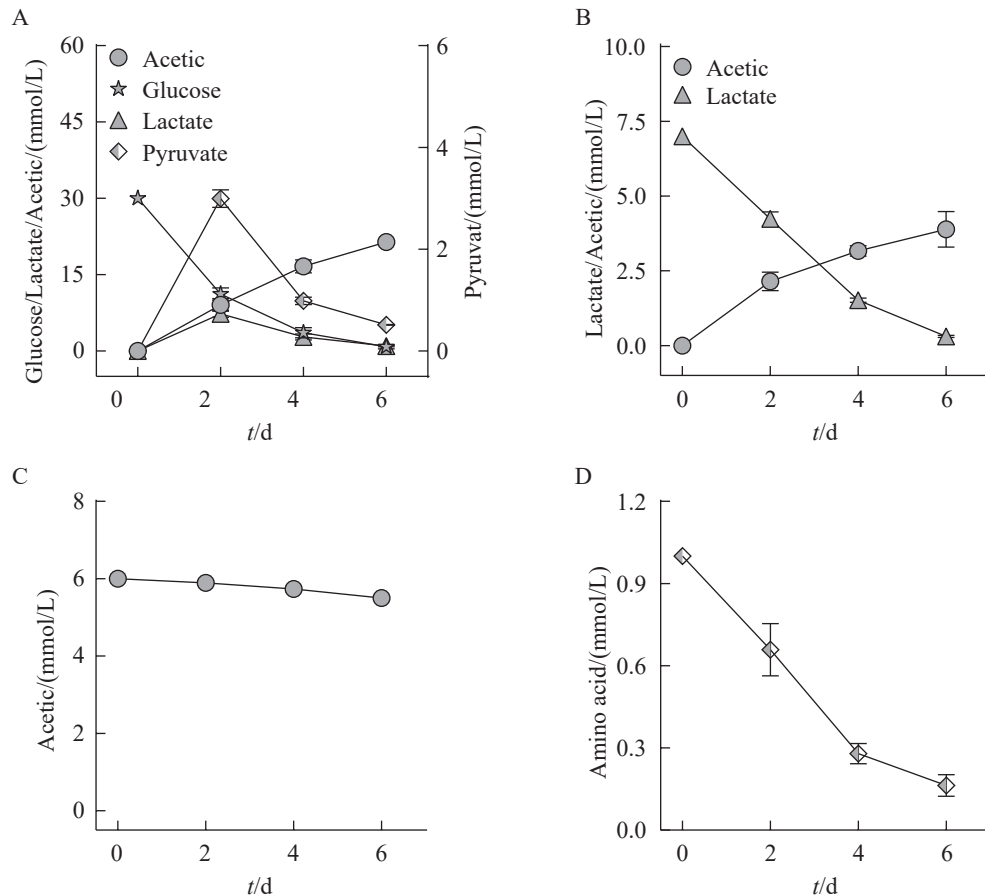 A
60
45
30
15
0
Glucose/Lactate/Acetic/(mmol/L)
Acetic
Glucose
Lactate
Pyruvate
6
4
2
0
Pyruvat/(mmol/L)
0 2 4 6
t/d
B
10.0
7.5
5.0
2.5
0.0
Lactate/Acetic/(mmol/L)
Acetic
Lactate
0 2 4 6
t/d
C
8
6
4
2
0
Acetic/(mmol/L)
0 2 4 6
t/d
D
1.2
0.9
0.6
0.3
0.0
Amino acid/(mmol/L)
0 2 4 6
t/d